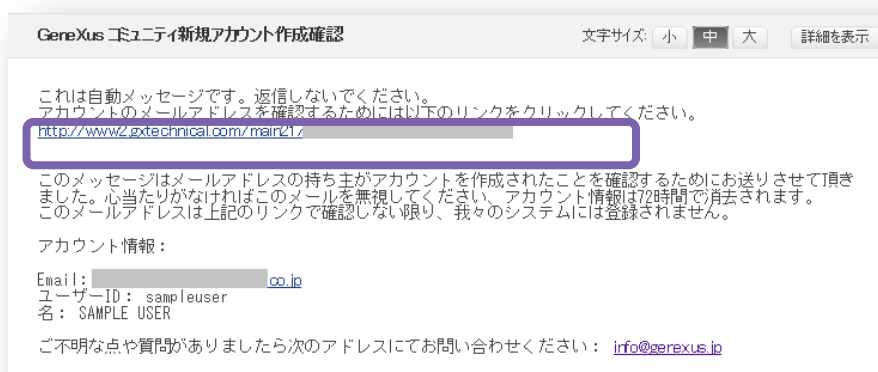 GeneXus コミュニティ新規アカウント作成確認 文字サイズ: 小 中 大 詳細を表示
これは自動メッセージです。返信しないでください。
アカウントのメールアドレスを確認するためには以下のリンクをクリックしてください。
http://www2.gxtechnical.com/main21/
このメッセージはメールアドレスの持ち主がアカウントを作成されたことを確認するためにお送りさせて頂き
ました。心当たりがなければこのメールを無視してください、アカウント情報は72時間で消去されます。
このメールアドレスは上記のリンクで確認しない限り、我々のシステムには登録されません。
アカウント情報：
Email: co.jp
ユーザーID： sampleuser
名： SAMPLE USER
ご不明な点や質問がありましたら次のアドレスにてお問い合わせください： info@genexus.jp